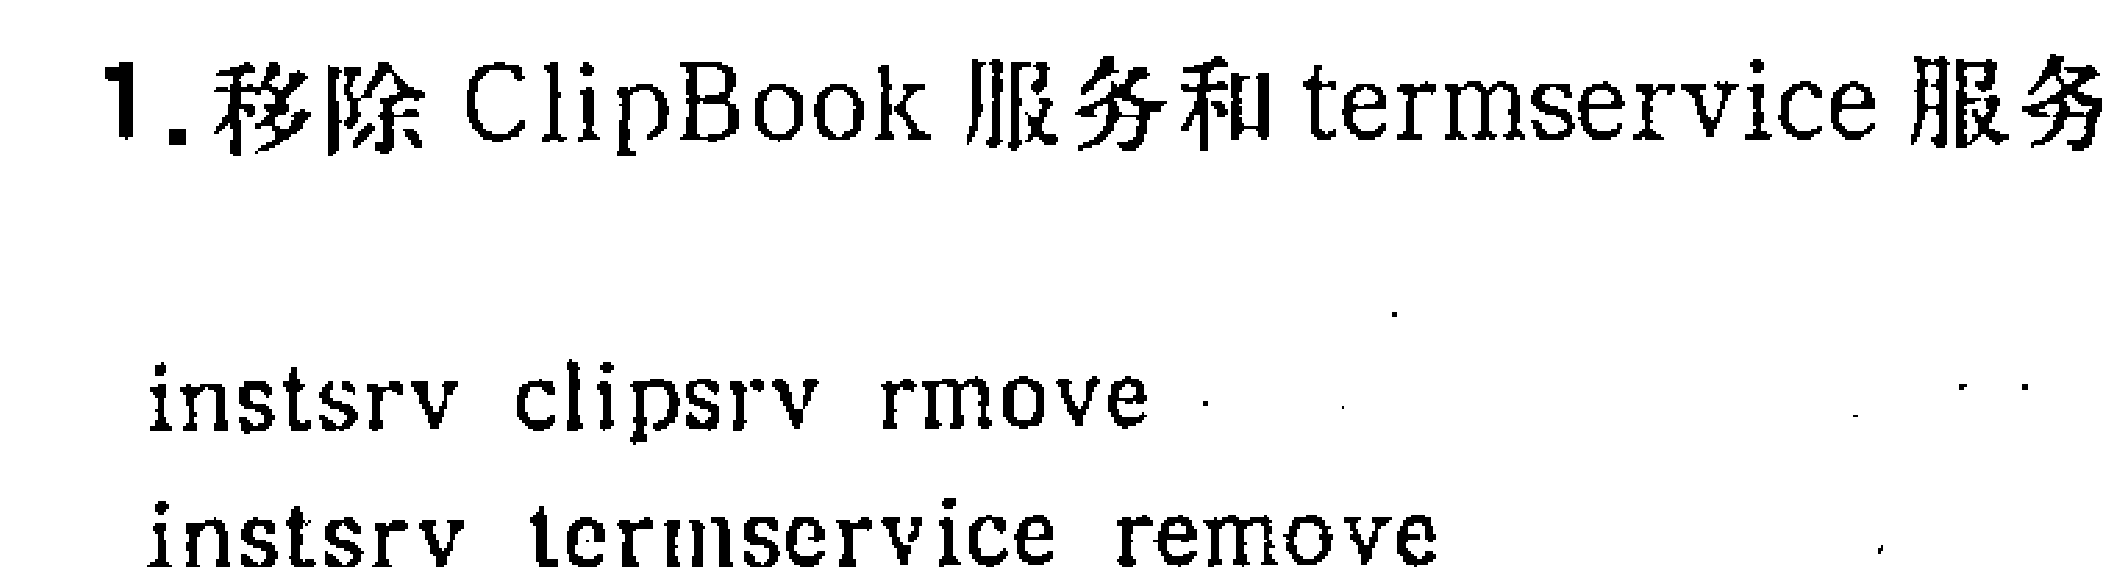 1.移除 ClipBook 服务和 termservice 服务
instsrv clipsrv rmove
instsrv termservice remove